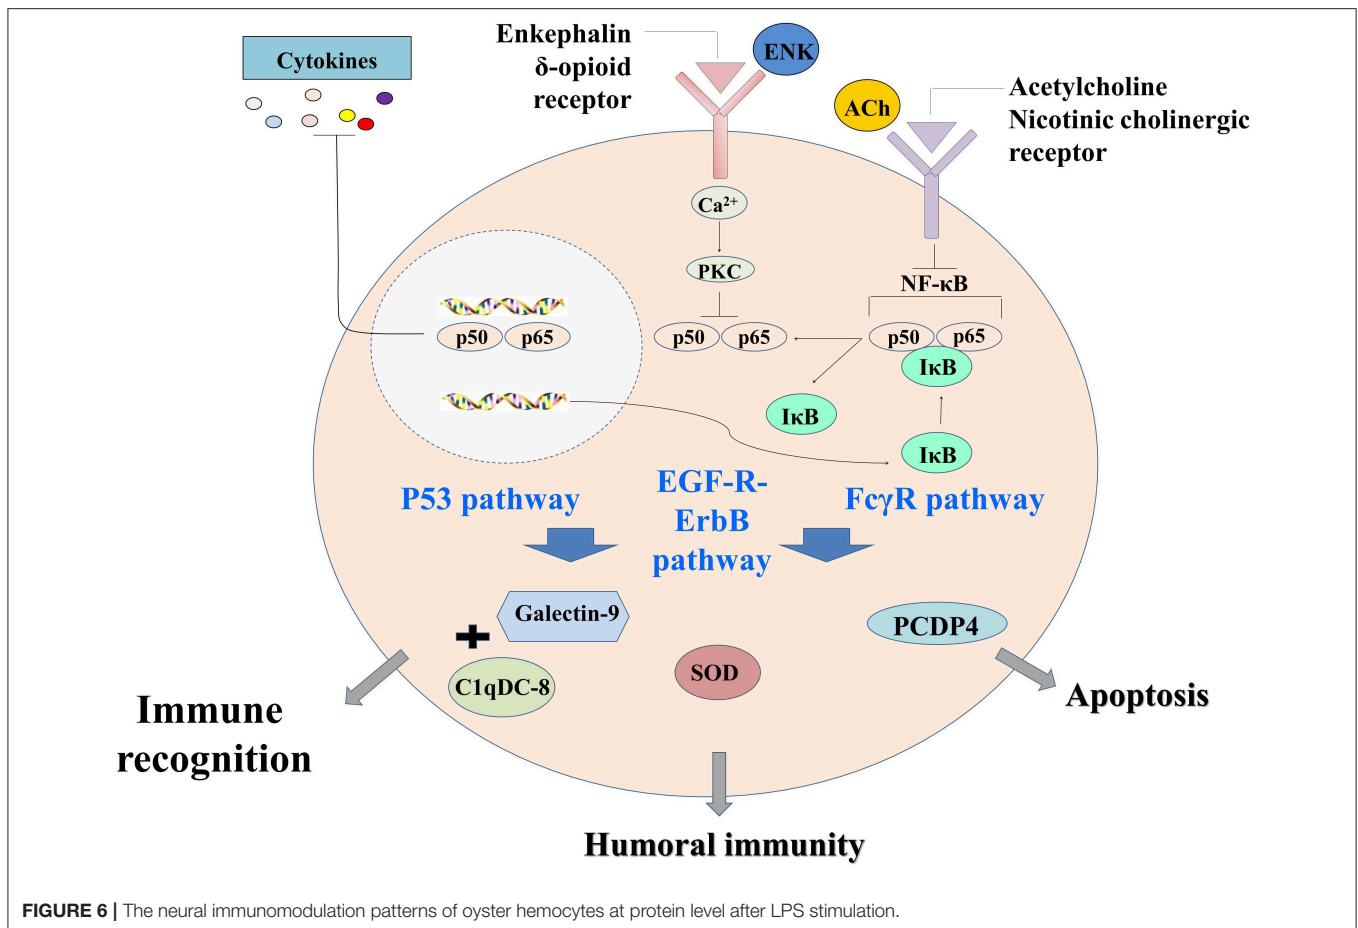 Cytokines
Enkephalin
δ-opioid
receptor
ENK
ACh
Acetylcholine
Nicotinic cholinergic
receptor
Ca²⁺
PKC
NF-κB
p50 p65
p50 p65
p50 p65
IκB
IκB
IκB
P53 pathway
EGF-R-
ErbB
pathway
FcγR pathway
Galectin-9
C1qDC-8
SOD
PCDP4
Immune
recognition
Apoptosis
Humoral immunity
FIGURE 6 | The neural immunomodulation patterns of oyster hemocytes at protein level after LPS stimulation.